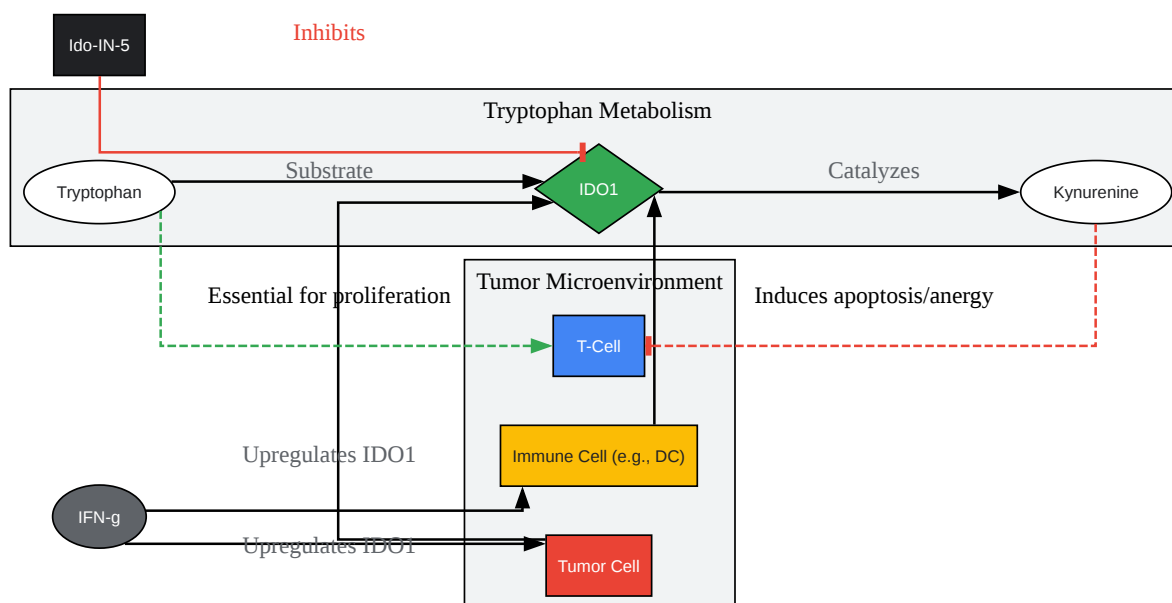 Ido-IN-5
Inhibits
Tryptophan Metabolism
Tryptophan
Substrate
IDO1
Catalyzes
Kynurenine
Essential for proliferation
Tumor Microenvironment
Induces apoptosis/anergy
T-Cell
Upregulates IDO1
Immune Cell (e.g., DC)
IFN-g
Upregulates IDO1
Tumor Cell